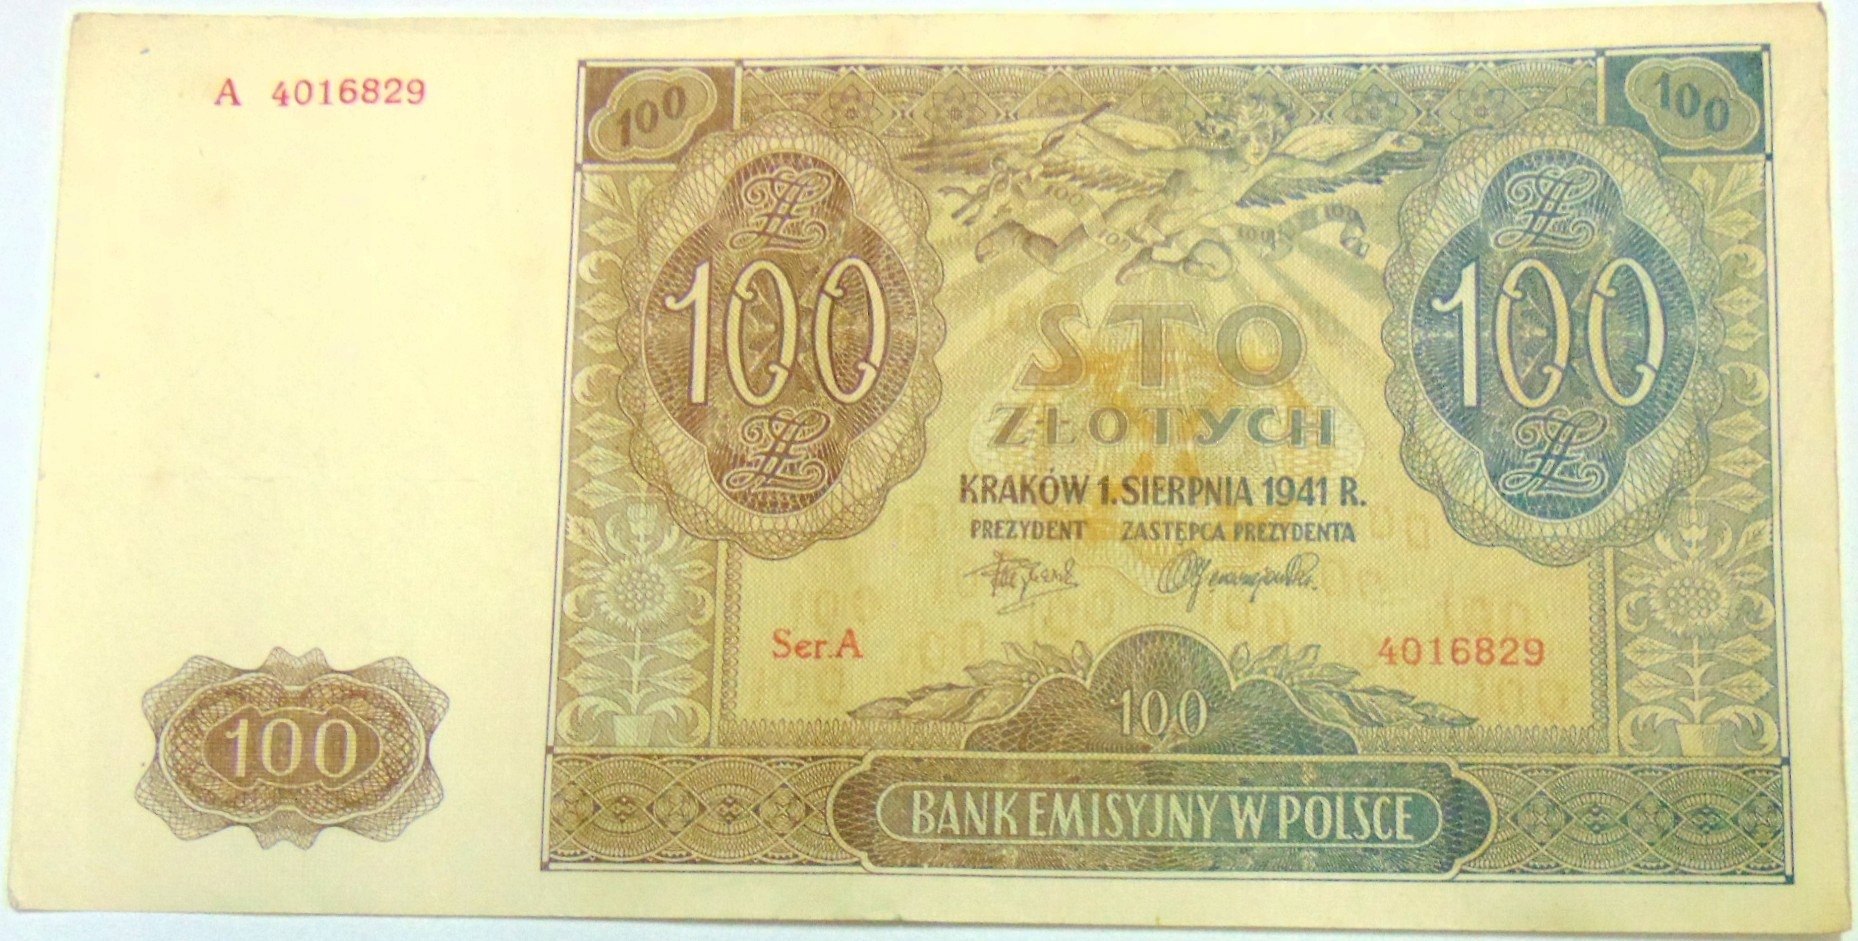 A 4016829
100
100
100
100
STO
ZŁOTYCH
KRAKÓW 1. SIERPNIA 1941 R.
PREZYDENT ZASTĘPCA PREZYDENTA
Ser.A 4016829
100
100
BANK EMISYJNY W POLSCE